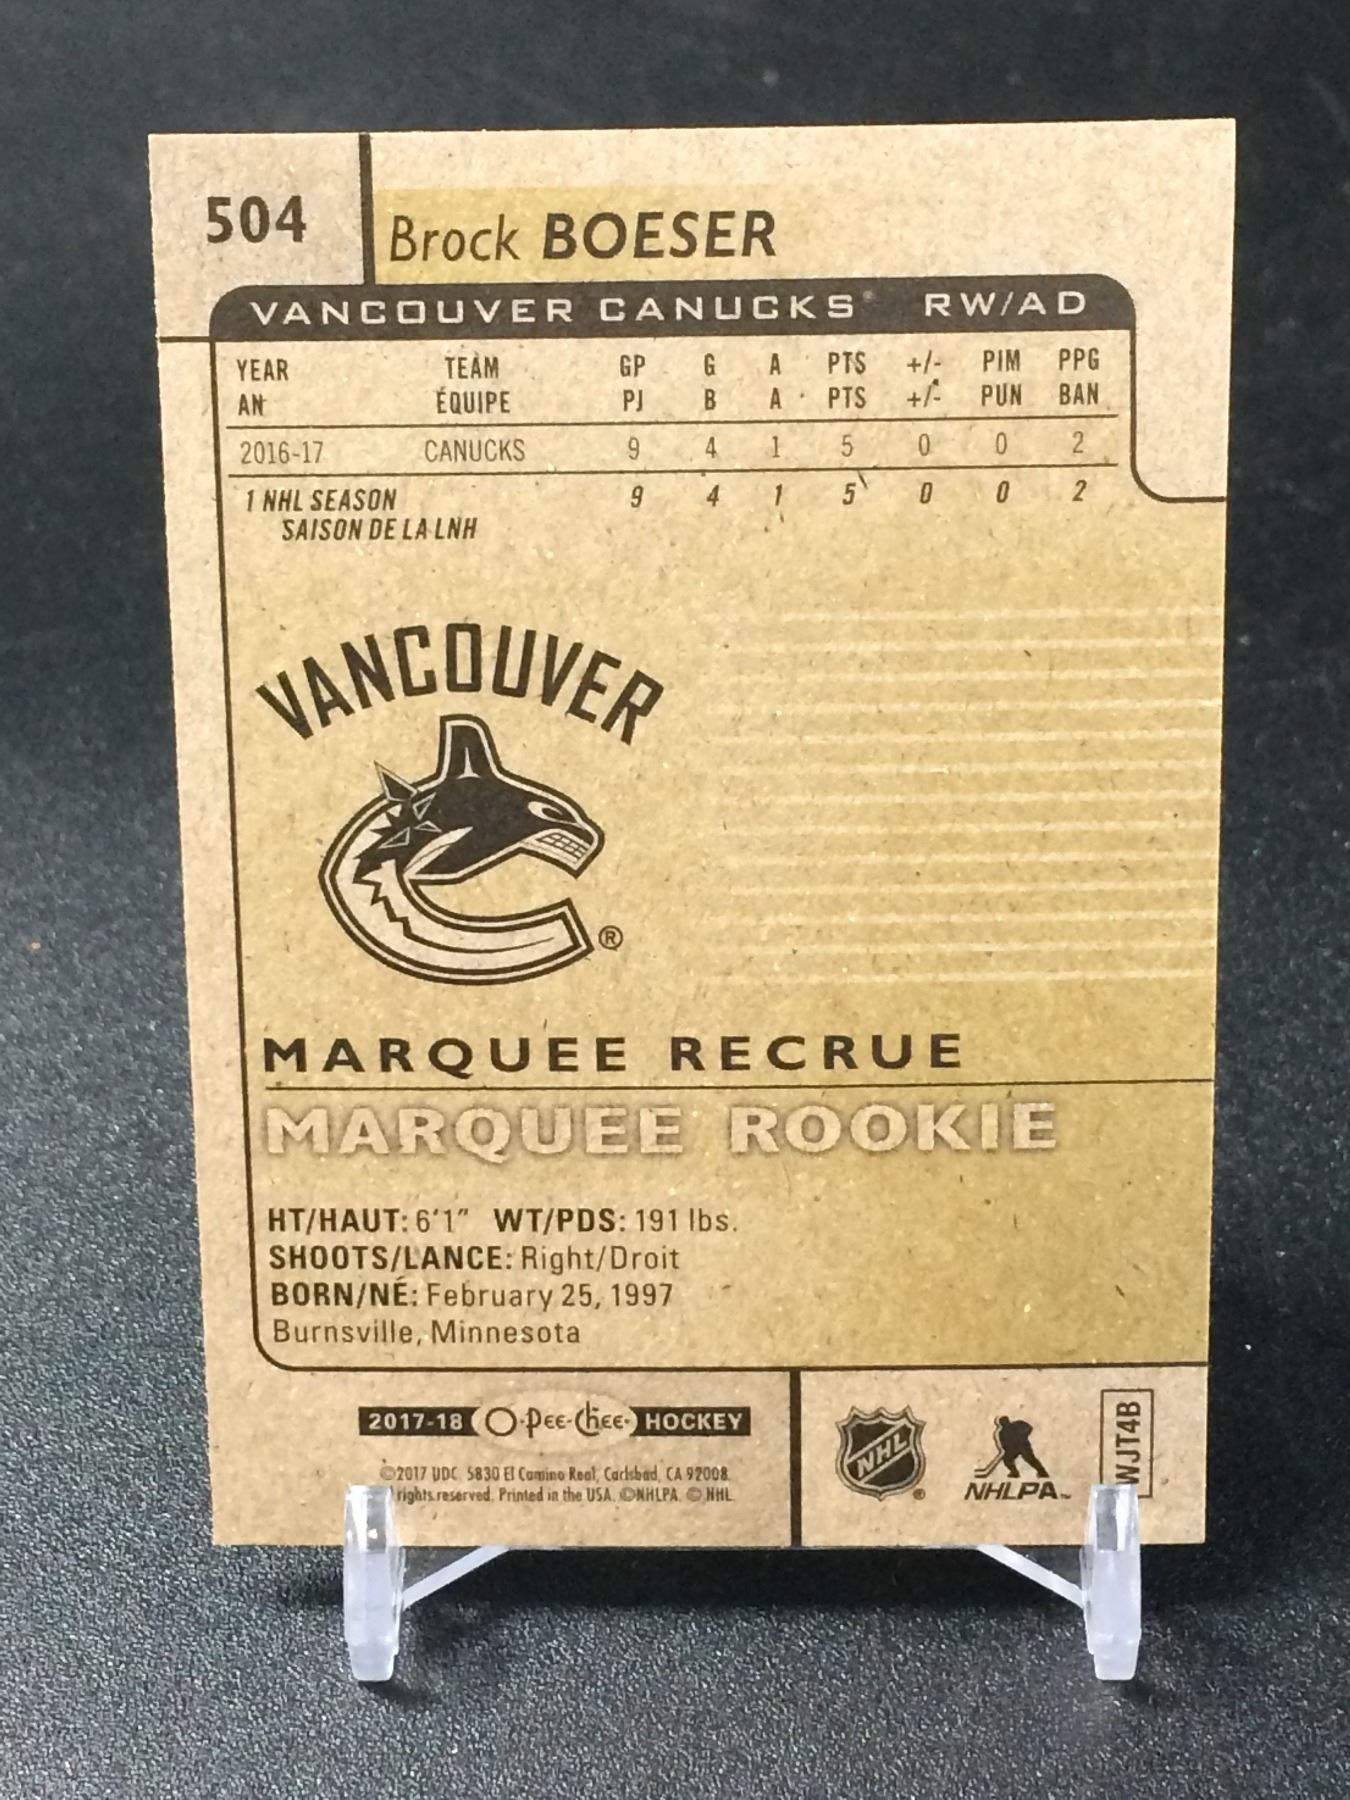 504
Brock BOESER
VANCOUVER CANUCKS® RW/AD
YEAR TEAM GP G A PTS +/- PIM PPG
AN ÉQUIPE PJ B A PTS +/- PUN BAN
2016-17 CANUCKS 9 4 1 5 0 0 2
1 NHL SEASON 9 4 1 5 0 0 2
SAISON DE LA LNH
VANCOUVER
®
MARQUEE RECRUE
MARQUEE ROOKIE
HT/HAUT: 6'1" WT/PDS: 191 lbs.
SHOOTS/LANCE: Right/Droit
BORN/NÉ: February 25, 1997
Burnsville, Minnesota
2017-18 O-Pee-Chee HOCKEY
©2017 UDC 5830 El Camino Real, Carlsbad, CA 92008.
rights reserved. Printed in the USA. ©NHLPA. © NHL
NHL®
NHLPA™
WJT4B